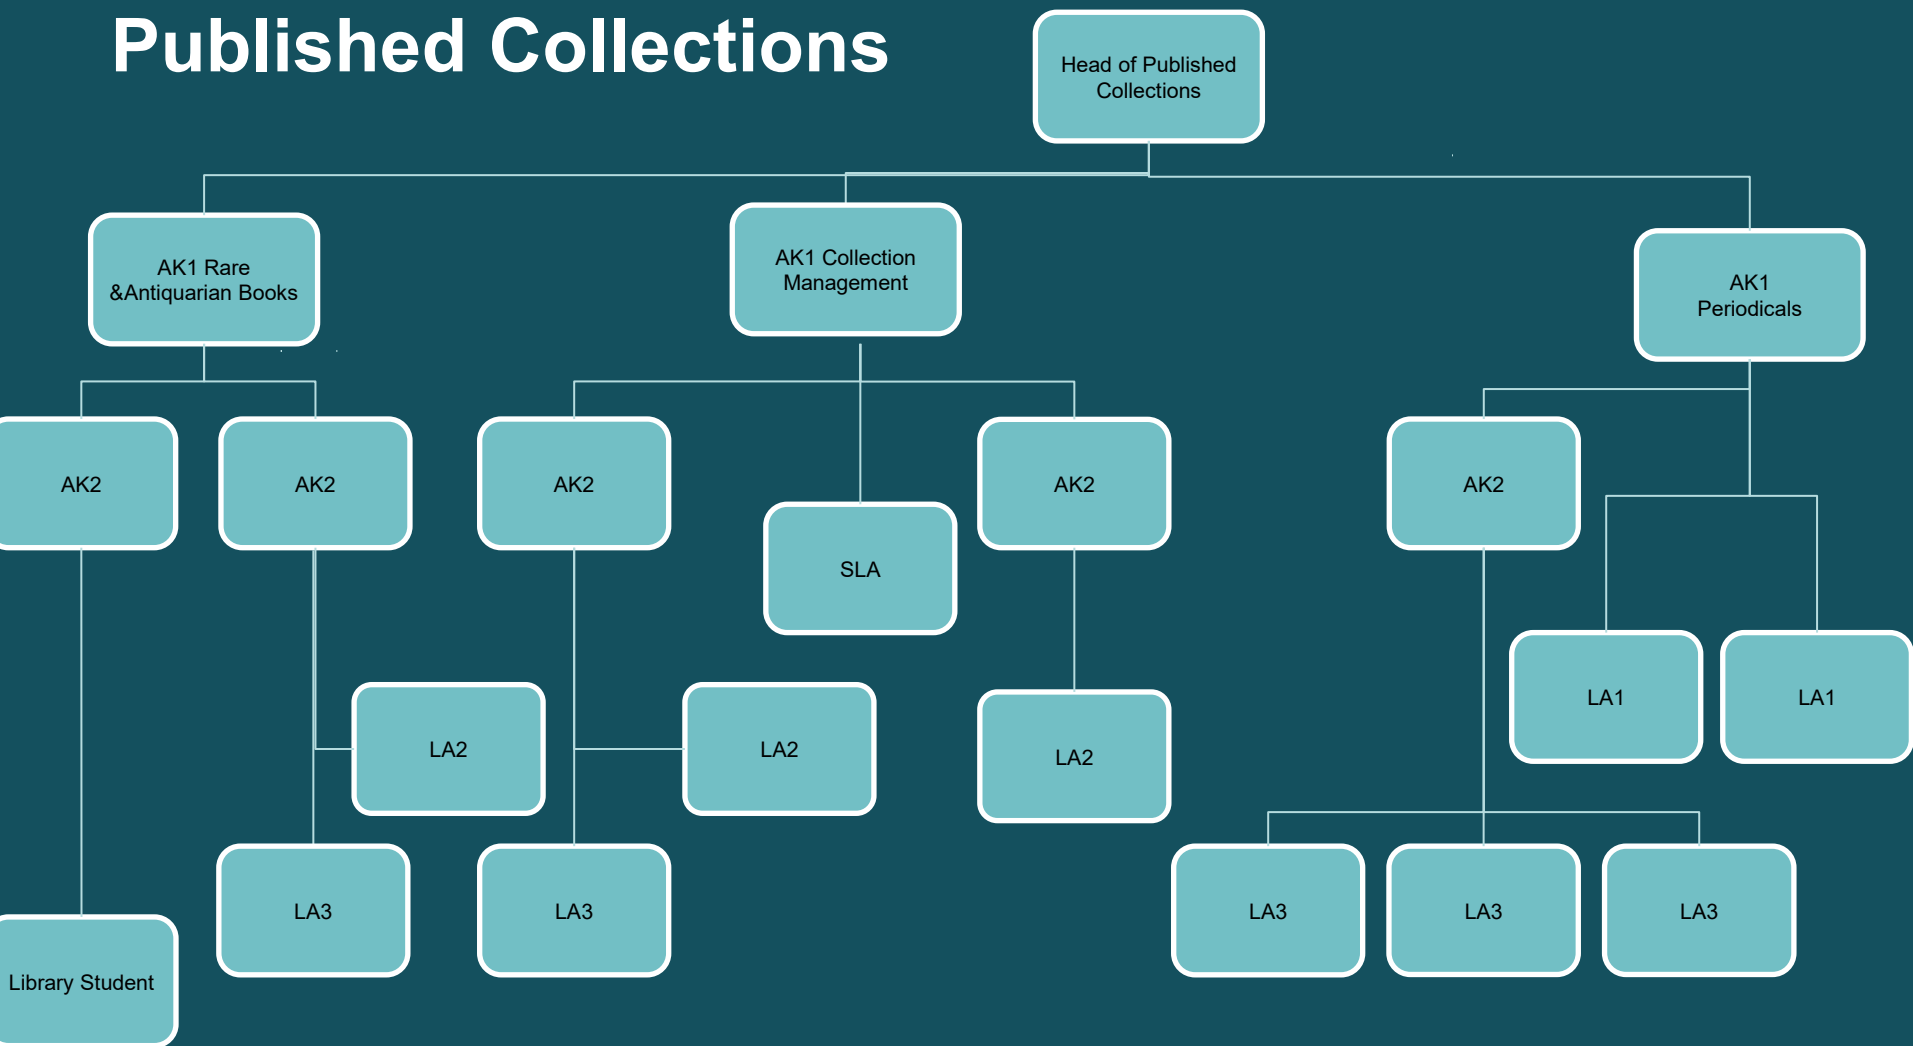 Published Collections
Head of Published
Collections
AK1 Rare
&Antiquarian Books
AK1 Collection
Management
AK1
Periodicals
AK2
AK2
AK2
AK2
AK2
SLA
LA1
LA1
LA2
LA2
LA2
LA3
LA3
LA3
LA3
LA3
Library Student